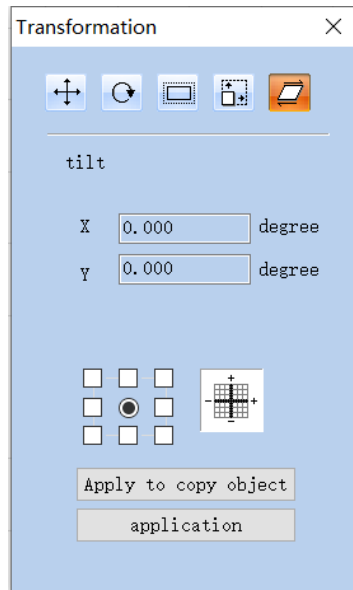 Transformation
tilt
X 0.000 degree
Y 0.000 degree
Apply to copy object
application